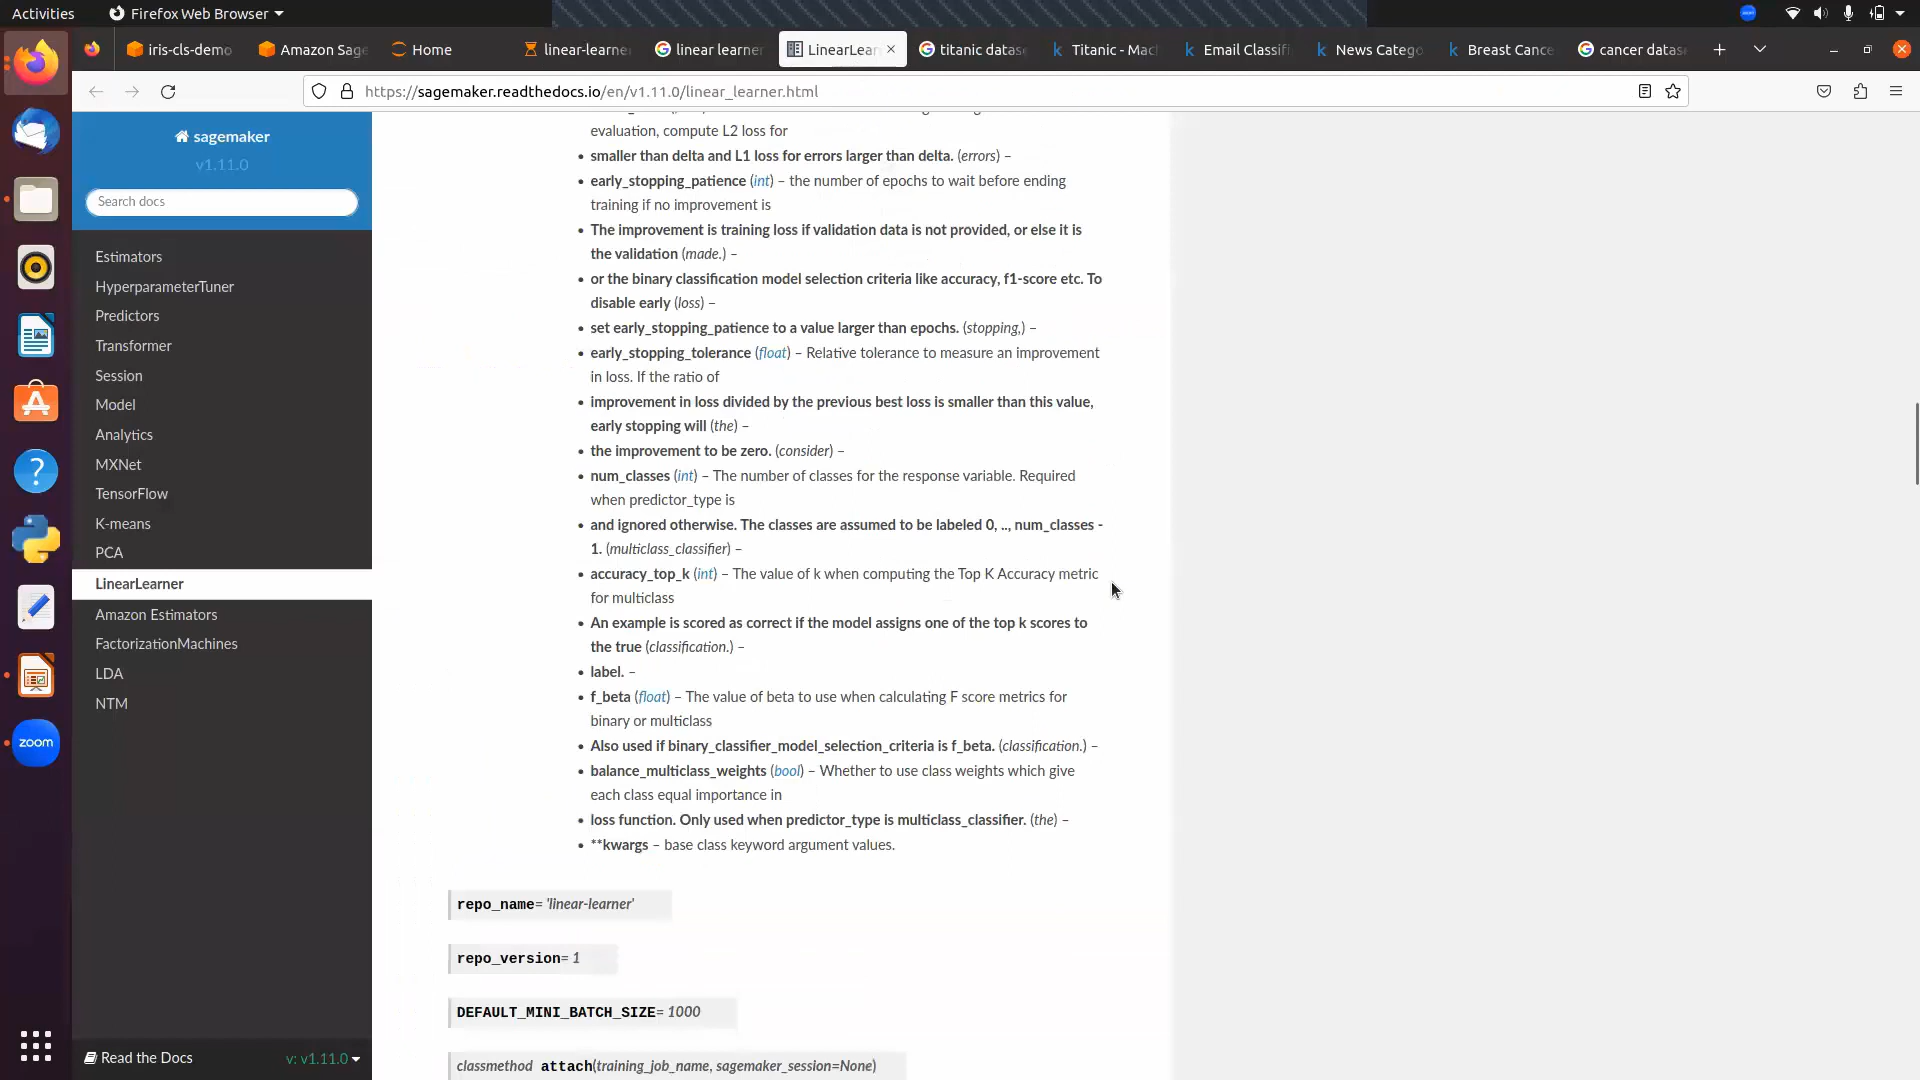 Activities
Firefox Web Browser
iris-cls-demo
Amazon Sag
Home
linear-learne
linear learner
LinearLear
titanic datas
Titanic - Mac
Email Classifi
News Catego
Breast Cance
cancer datas
https://sagemaker.readthedocs.io/en/v1.11.0/linear_learner.html
sagemaker
v1.11.0
Search docs
Estimators
HyperparameterTuner
Predictors
Transformer
Session
Model
Analytics
MXNet
TensorFlow
K-means
PCA
LinearLearner
Amazon Estimators
FactorizationMachines
LDA
NTM
Read the Docs
v: v1.11.0
zoom
evaluation, compute L2 loss for
• smaller than delta and L1 loss for errors larger than delta. (errors) –
• early_stopping_patience (int) – the number of epochs to wait before ending
training if no improvement is
• The improvement is training loss if validation data is not provided, or else it is
the validation (made.) –
• or the binary classification model selection criteria like accuracy, f1-score etc. To
disable early (loss) –
• set early_stopping_patience to a value larger than epochs. (stopping,) –
• early_stopping_tolerance (float) – Relative tolerance to measure an improvement
in loss. If the ratio of
• improvement in loss divided by the previous best loss is smaller than this value,
early stopping will (the) –
• the improvement to be zero. (consider) –
• num_classes (int) – The number of classes for the response variable. Required
when predictor_type is
• and ignored otherwise. The classes are assumed to be labeled 0, .., num_classes -
1. (multiclass_classifier) –
• accuracy_top_k (int) – The value of k when computing the Top K Accuracy metric
for multiclass
• An example is scored as correct if the model assigns one of the top k scores to
the true (classification.) –
• label. –
• f_beta (float) – The value of beta to use when calculating F score metrics for
binary or multiclass
• Also used if binary_classifier_model_selection_criteria is f_beta. (classification.) –
• balance_multiclass_weights (bool) – Whether to use class weights which give
each class equal importance in
• loss function. Only used when predictor_type is multiclass_classifier. (the) –
• **kwargs – base class keyword argument values.
repo_name= 'linear-learner'
repo_version= 1
DEFAULT_MINI_BATCH_SIZE= 1000
classmethod attach(training_job_name, sagemaker_session=None)